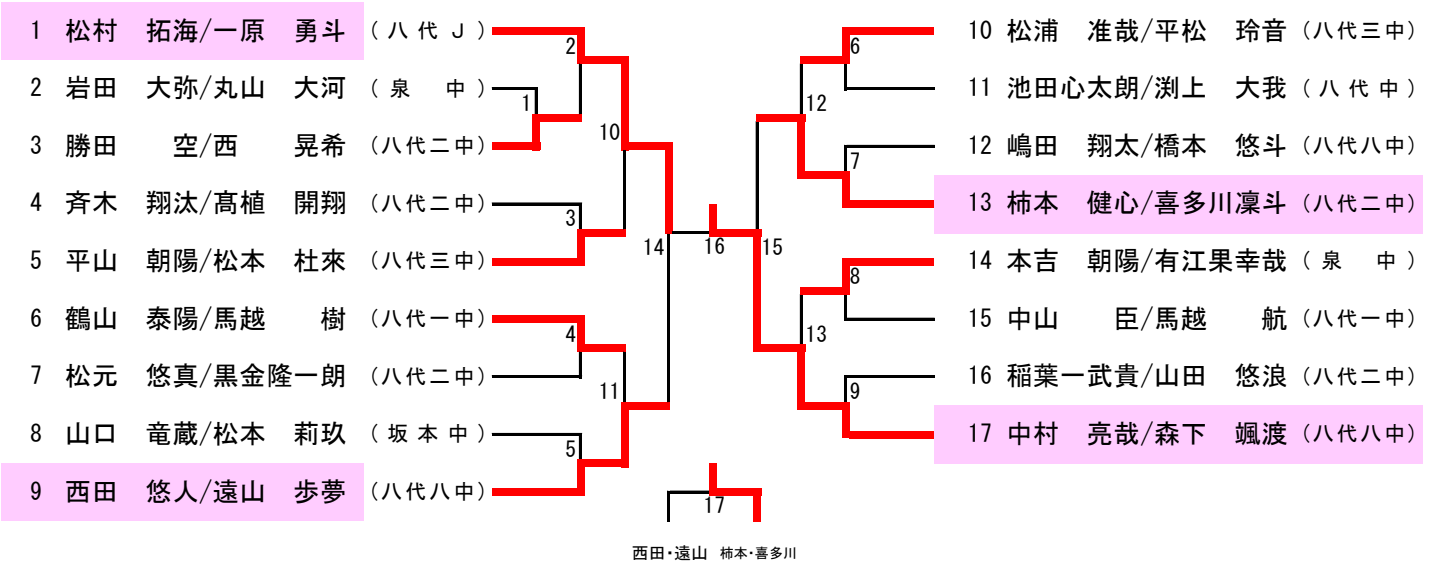 1 松村　拓海/一原　勇斗 (八代Ｊ)
2 岩田　大弥/丸山　大河 (泉　中)
3 勝田　　空/西　　晃希 (八代二中)
4 斉木　翔汰/髙植　開翔 (八代二中)
5 平山　朝陽/松本　杜來 (八代三中)
6 鶴山　泰陽/馬越　　樹 (八代一中)
7 松元　悠真/黒金隆一朗 (八代二中)
8 山口　竜蔵/松本　莉玖 (坂本中)
9 西田　悠人/遠山　歩夢 (八代八中)
2
1
10
3
14
4
11
5
16
17
6
12
7
15
8
13
9
10 松浦　准哉/平松　玲音 (八代三中)
11 池田心太朗/渕上　大我 (八代中)
12 嶋田　翔太/橋本　悠斗 (八代八中)
13 柿本　健心/喜多川凜斗 (八代二中)
14 本吉　朝陽/有江果幸哉 (泉　中)
15 中山　　臣/馬越　　航 (八代一中)
16 稲葉一武貴/山田　悠浪 (八代二中)
17 中村　亮哉/森下　颯渡 (八代八中)
西田・遠山　柿本・喜多川